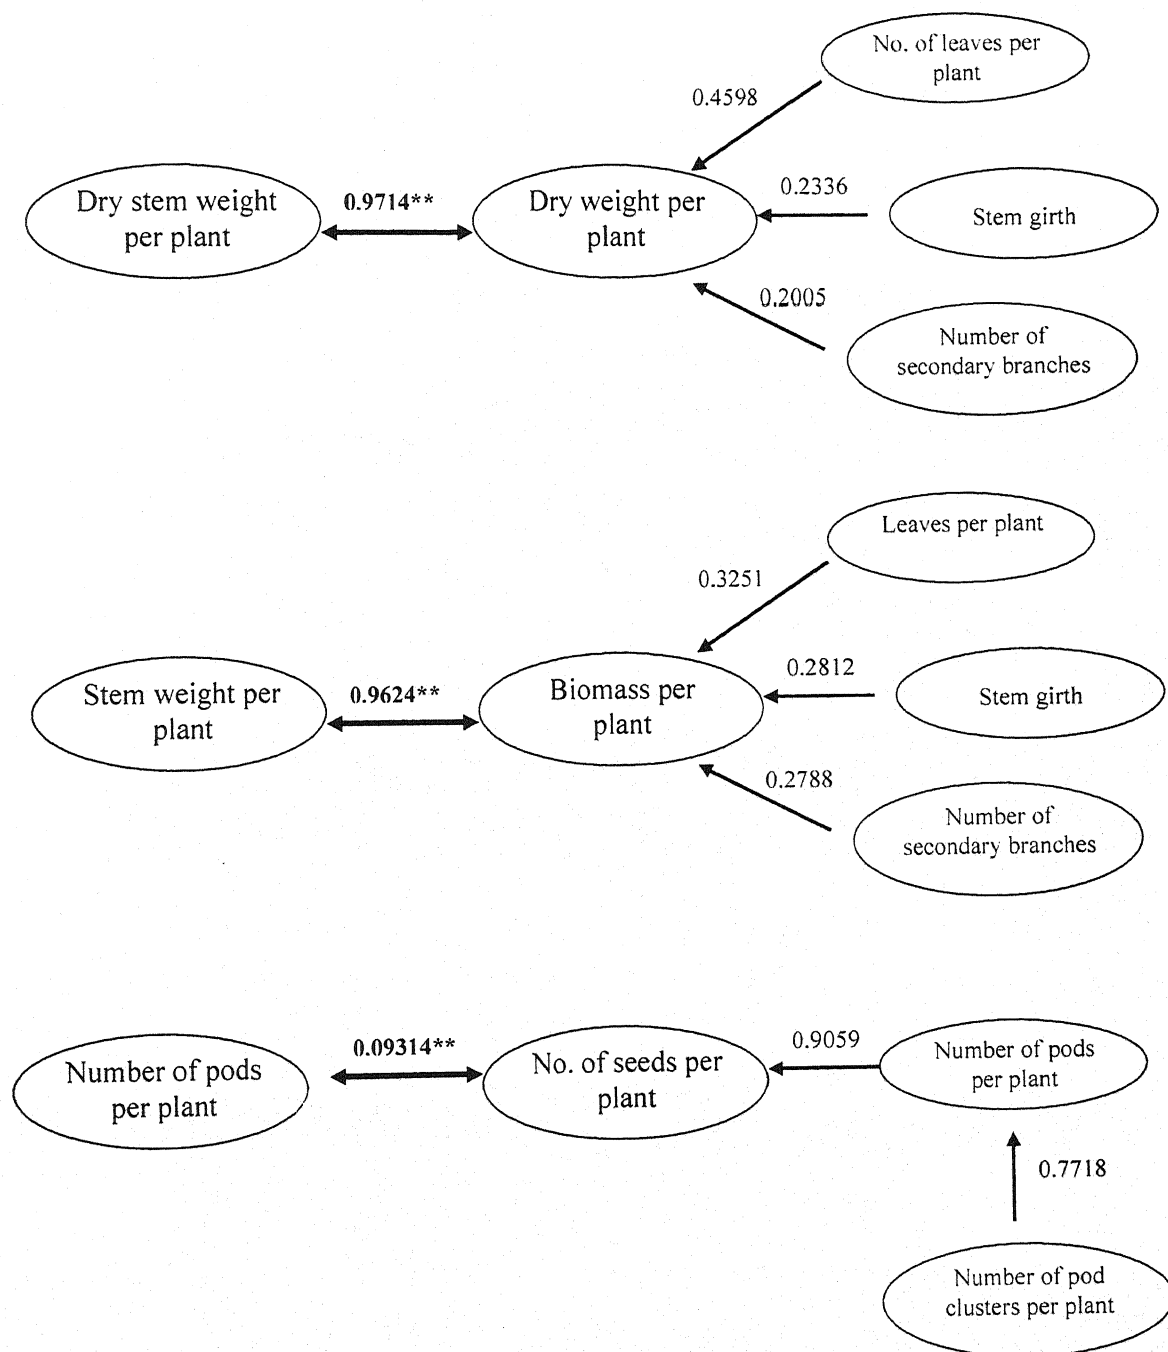 No. of leaves per
plant
0.4598
Dry stem weight
per plant
0.9714**
Dry weight per
plant
0.2336
Stem girth
0.2005
Number of
secondary branches
Leaves per plant
0.3251
Stem weight per
plant
0.9624**
Biomass per
plant
0.2812
Stem girth
0.2788
Number of
secondary branches
Number of pods
per plant
0.09314**
No. of seeds per
plant
0.9059
Number of pods
per plant
0.7718
Number of pod
clusters per plant